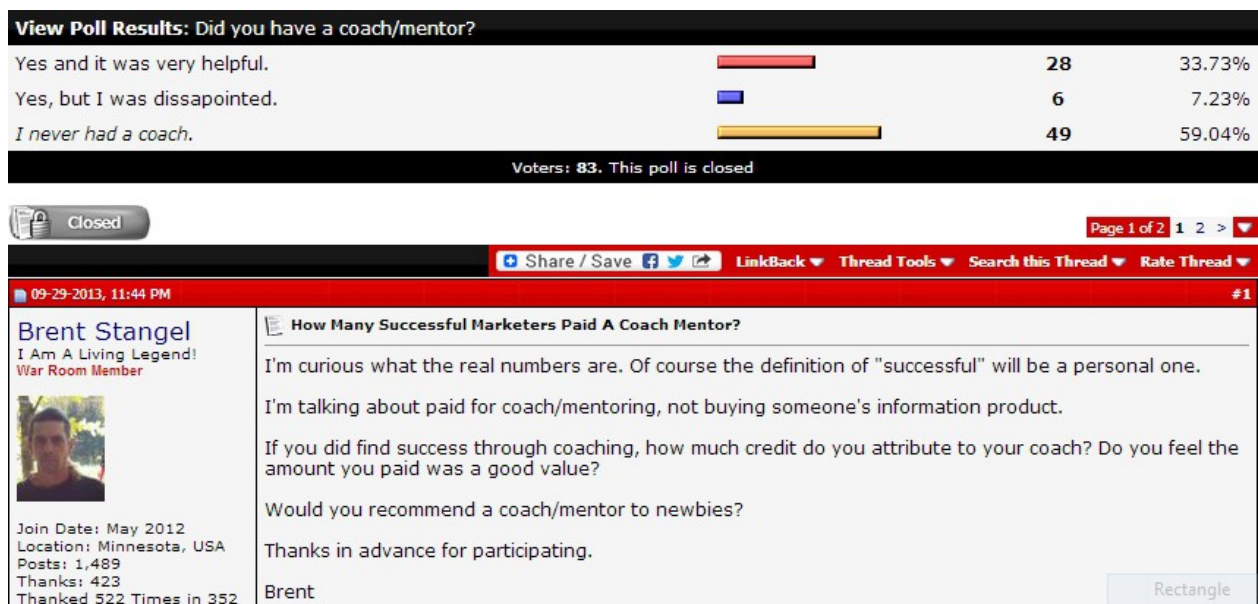 View Poll Results: Did you have a coach/mentor?
Yes and it was very helpful. 28 33.73%
Yes, but I was dissapointed. 6 7.23%
I never had a coach. 49 59.04%
Voters: 83. This poll is closed
Closed
Page 1 of 2 1 2 >
Share / Save LinkBack Thread Tools Search this Thread Rate Thread
09-29-2013, 11:44 PM #1
Brent Stangel
I Am A Living Legend!
War Room Member
Join Date: May 2012
Location: Minnesota, USA
Posts: 1,489
Thanks: 423
Thanked 522 Times in 352
How Many Successful Marketers Paid A Coach Mentor?
I'm curious what the real numbers are. Of course the definition of "successful" will be a personal one.
I'm talking about paid for coach/mentoring, not buying someone's information product.
If you did find success through coaching, how much credit do you attribute to your coach? Do you feel the
amount you paid was a good value?
Would you recommend a coach/mentor to newbies?
Thanks in advance for participating.
Brent
Rectangle